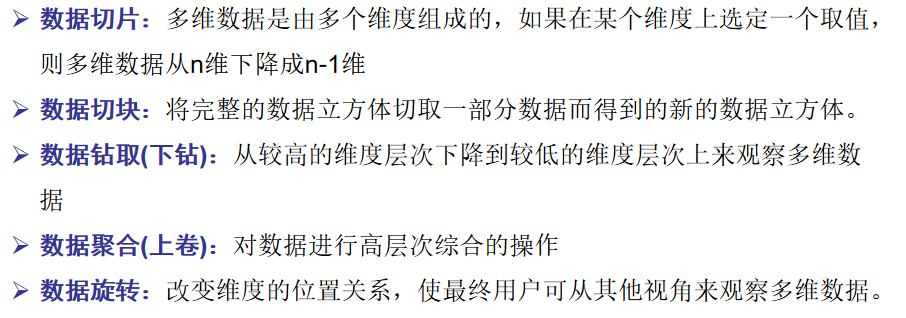 ➢ 数据切片：多维数据是由多个维度组成的，如果在某个维度上选定一个取值，
则多维数据从n维下降成n-1维
➢ 数据切块：将完整的数据立方体切取一部分数据而得到的新的数据立方体。
➢ 数据钻取(下钻)：从较高的维度层次下降到较低的维度层次上来观察多维数
据
➢ 数据聚合(上卷)：对数据进行高层次综合的操作
➢ 数据旋转：改变维度的位置关系，使最终用户可从其他视角来观察多维数据。